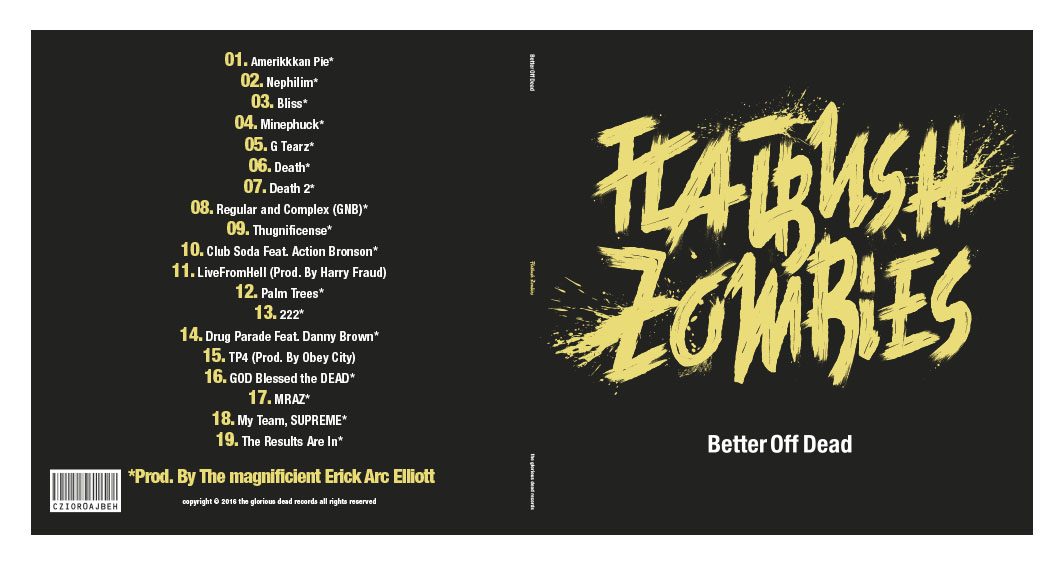 01. Amerikkkan Pie*
02. Nephilim*
03. Bliss*
04. Minephuck*
05. G Tearz*
06. Death*
07. Death 2*
08. Regular and Complex (GNB)*
09. Thugnificense*
10. Club Soda Feat. Action Bronson*
11. LiveFromHell (Prod. By Harry Fraud)
12. Palm Trees*
13. 222*
14. Drug Parade Feat. Danny Brown*
15. TP4 (Prod. By Obey City)
16. GOD Blessed the DEAD*
17. MRAZ*
18. My Team, SUPREME*
19. The Results Are In*
*Prod. By The magnificient Erick Arc Elliott
copyright © 2016 the glorious dead records all rights reserved
CZIOROAJBEH
Better Off Dead
Flatbush Zombies
the glorious dead records
FLATBUSH
ZOMBiES
Better Off Dead